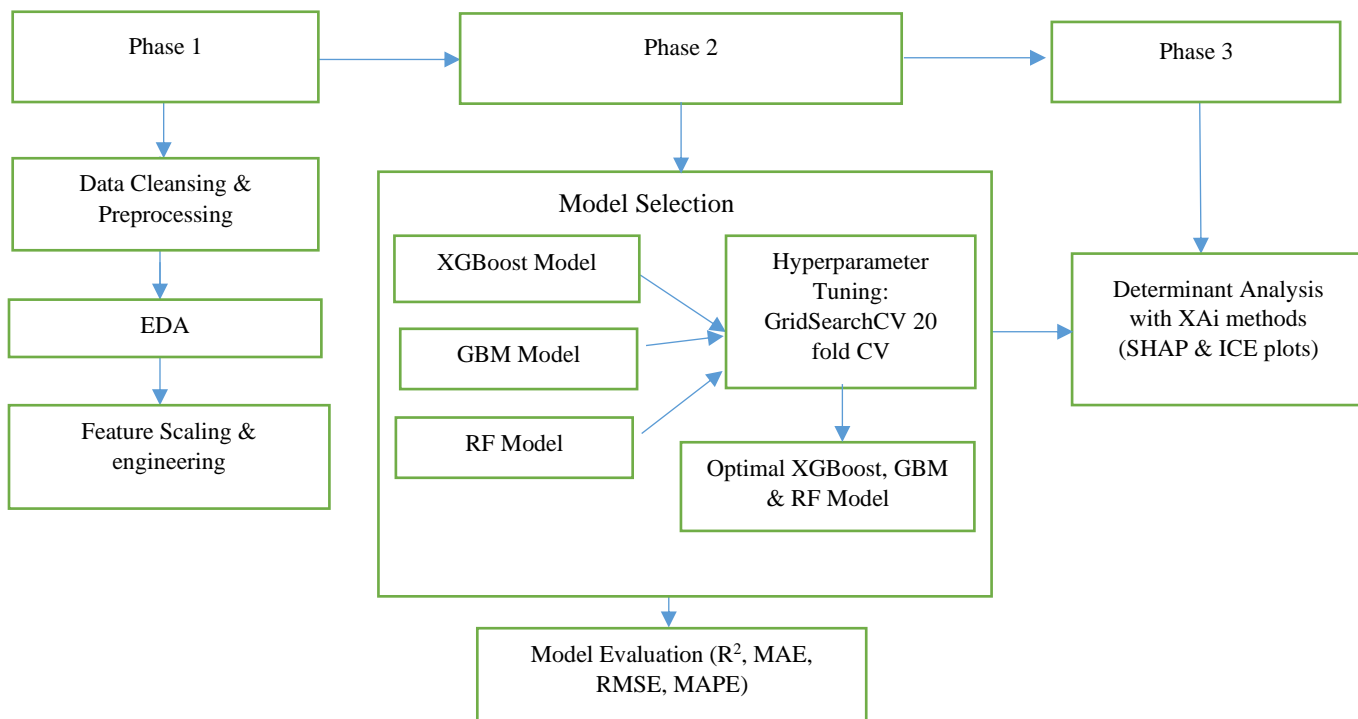 Phase 1
Phase 2
Phase 3
Data Cleansing &
Preprocessing
EDA
Feature Scaling &
engineering
Model Selection
XGBoost Model
GBM Model
RF Model
Hyperparameter
Tuning:
GridSearchCV 20
fold CV
Optimal XGBoost, GBM
& RF Model
Model Evaluation (R², MAE,
RMSE, MAPE)
Determinant Analysis
with XAi methods
(SHAP & ICE plots)